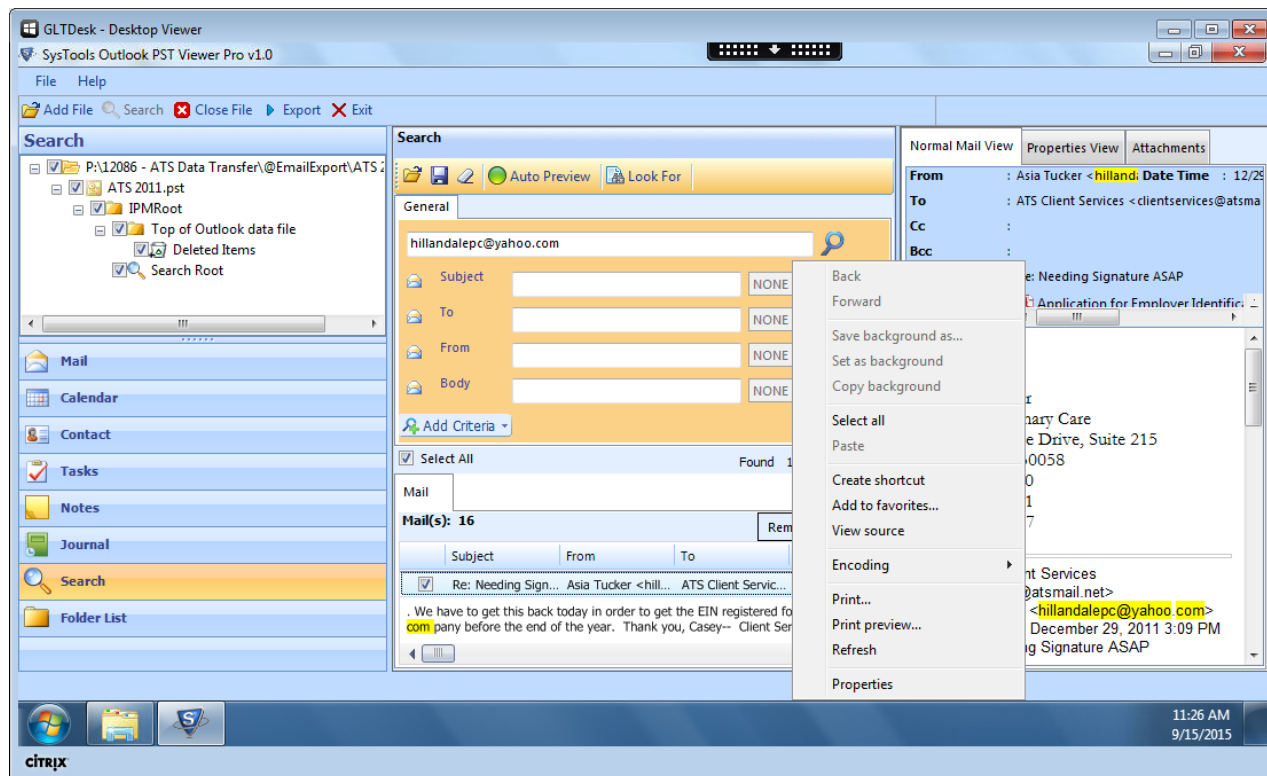 GLTDesk - Desktop Viewer
SysTools Outlook PST Viewer Pro v1.0
File Help
Add File Search Close File Export Exit
Search
P:\12086 - ATS Data Transfer\@EmailExport\ATS 2
ATS 2011.pst
IPMRoot
Top of Outlook data file
Deleted Items
Search Root
Mail
Calendar
Contact
Tasks
Notes
Journal
Search
Folder List
Search
Auto Preview Look For
General
hillandalepc@yahoo.com
Subject NONE
To NONE
From NONE
Body NONE
Add Criteria
Select All Found 1
Mail
Mail(s): 16 Rem
Subject From To
Re: Needing Sign... Asia Tucker <hill... ATS Client Servic...
. We have to get this back today in order to get the EIN registered fo
com pany before the end of the year. Thank you, Casey-- Client Ser
Back
Forward
Save background as...
Set as background
Copy background
Select all
Paste
Create shortcut
Add to favorites...
View source
Encoding
Print...
Print preview...
Refresh
Properties
Normal Mail View Properties View Attachments
From : Asia Tucker <hilland Date Time : 12/29
To : ATS Client Services <clientservices@atsma
Cc :
Bcc :
e: Needing Signature ASAP
Application for Employer Identific
r
nary Care
e Drive, Suite 215
0058
0
1
7
nt Services
@atsmail.net>
<hillandalepc@yahoo.com>
December 29, 2011 3:09 PM
g Signature ASAP
11:26 AM
9/15/2015
CITRIX